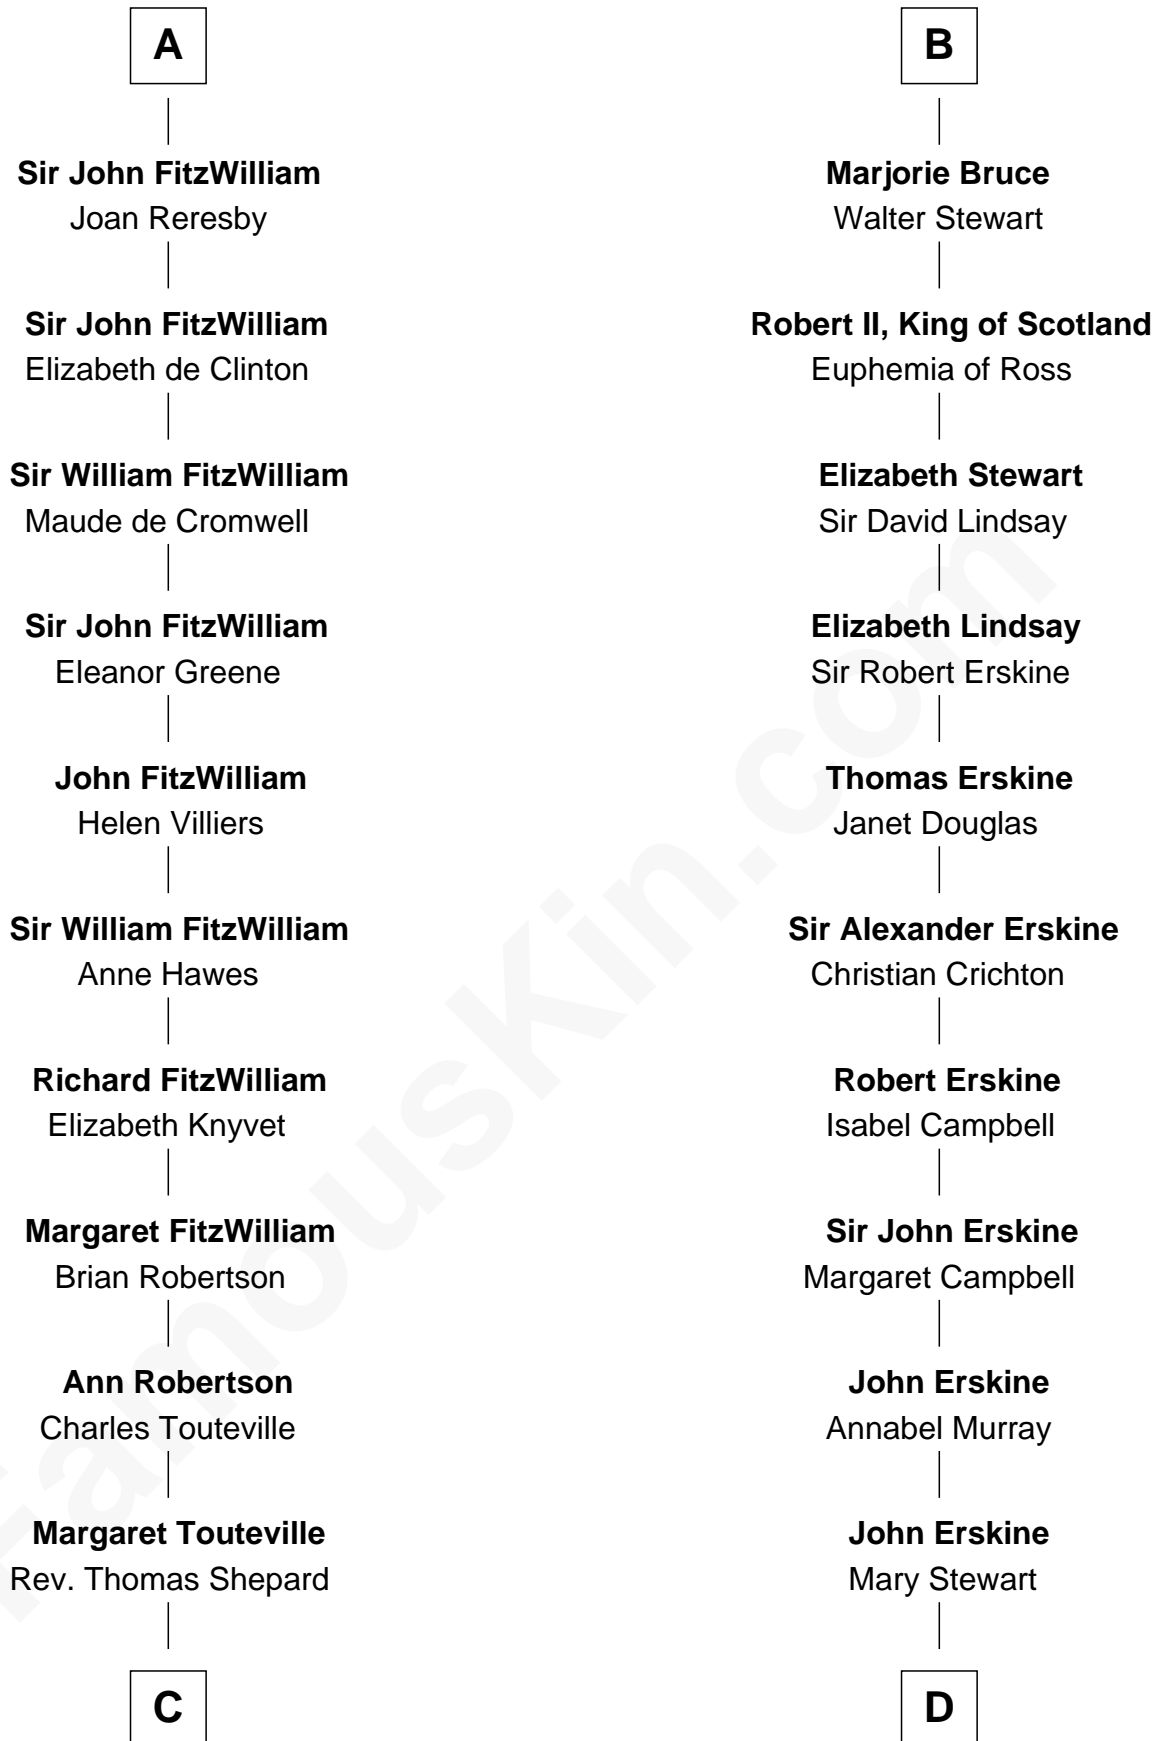 A
Sir John FitzWilliam
Joan Reresby
Sir John FitzWilliam
Elizabeth de Clinton
Sir William FitzWilliam
Maude de Cromwell
Sir John FitzWilliam
Eleanor Greene
John FitzWilliam
Helen Villiers
Sir William FitzWilliam
Anne Hawes
Richard FitzWilliam
Elizabeth Knyvet
Margaret FitzWilliam
Brian Robertson
Ann Robertson
Charles Touteville
Margaret Touteville
Rev. Thomas Shepard
C
B
Marjorie Bruce
Walter Stewart
Robert II, King of Scotland
Euphemia of Ross
Elizabeth Stewart
Sir David Lindsay
Elizabeth Lindsay
Sir Robert Erskine
Thomas Erskine
Janet Douglas
Sir Alexander Erskine
Christian Crichton
Robert Erskine
Isabel Campbell
Sir John Erskine
Margaret Campbell
John Erskine
Annabel Murray
John Erskine
Mary Stewart
D
FamousKin.com